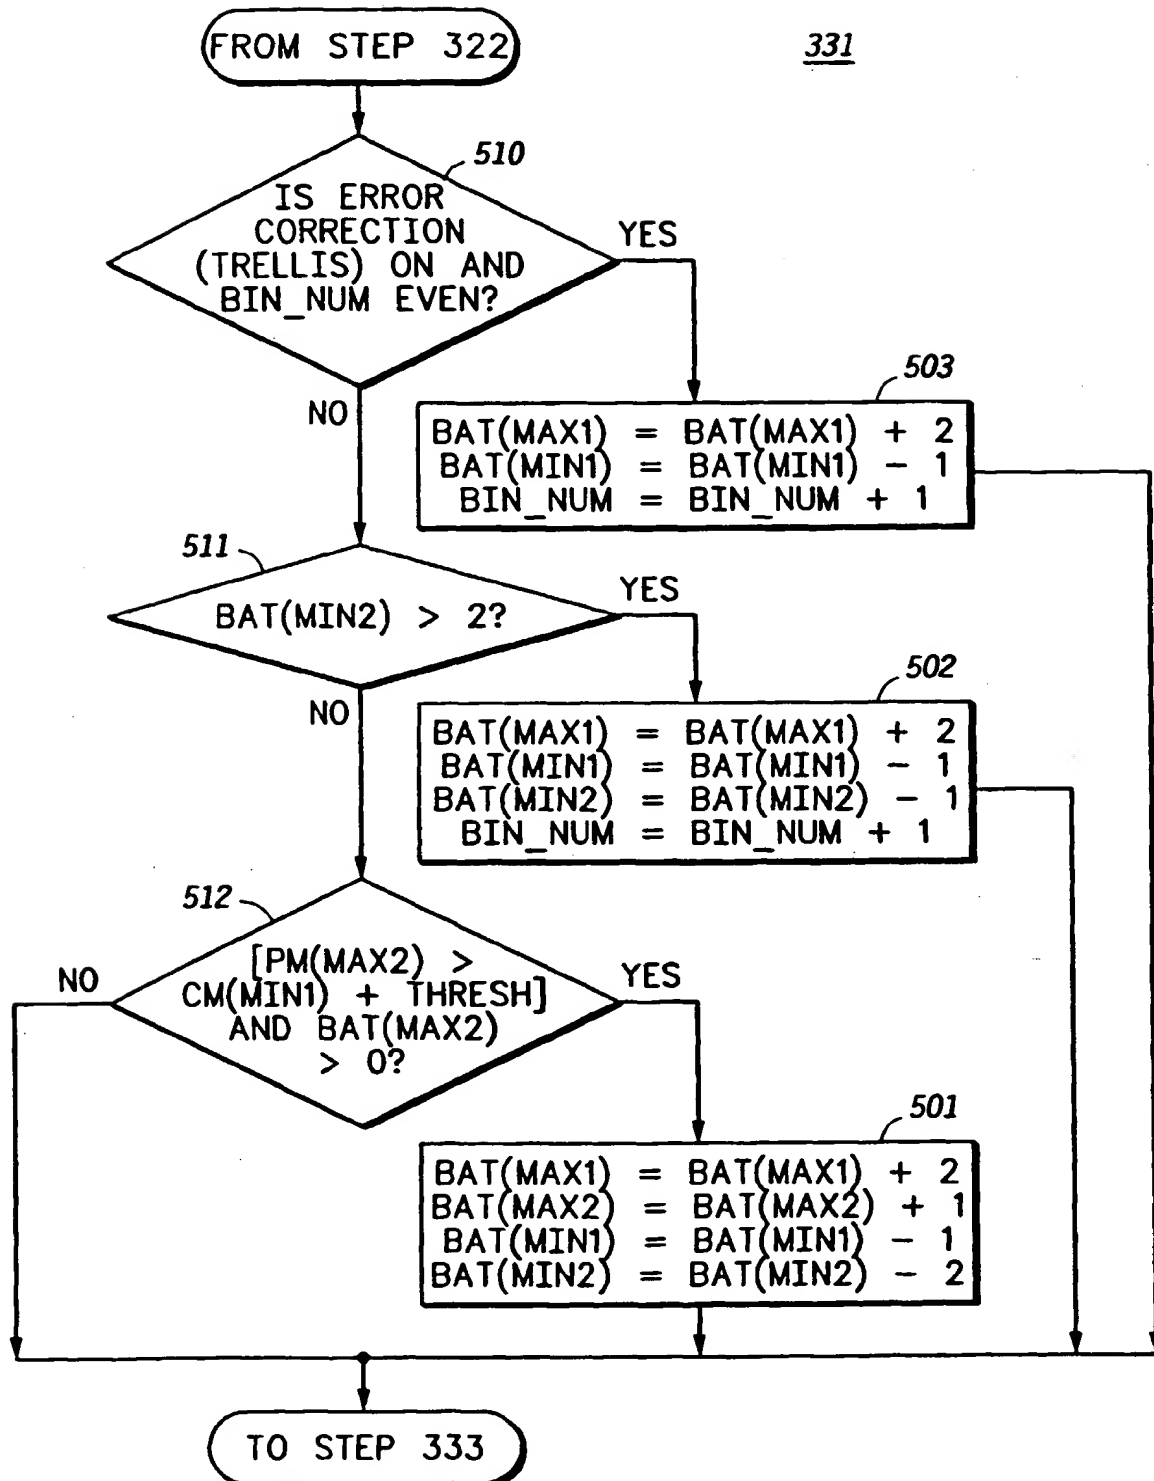 FROM STEP 322
331
510
IS ERROR
CORRECTION
(TRELLIS) ON AND
BIN_NUM EVEN?
YES
NO
503
BAT(MAX1) = BAT(MAX1) + 2
BAT(MIN1) = BAT(MIN1) - 1
BIN_NUM = BIN_NUM + 1
511
BAT(MIN2) > 2?
YES
NO
502
BAT(MAX1) = BAT(MAX1) + 2
BAT(MIN1) = BAT(MIN1) - 1
BAT(MIN2) = BAT(MIN2) - 1
BIN_NUM = BIN_NUM + 1
512
[PM(MAX2) >
CM(MIN1) + THRESH]
AND BAT(MAX2)
> 0?
NO
YES
501
BAT(MAX1) = BAT(MAX1) + 2
BAT(MAX2) = BAT(MAX2) + 1
BAT(MIN1) = BAT(MIN1) - 1
BAT(MIN2) = BAT(MIN2) - 2
TO STEP 333